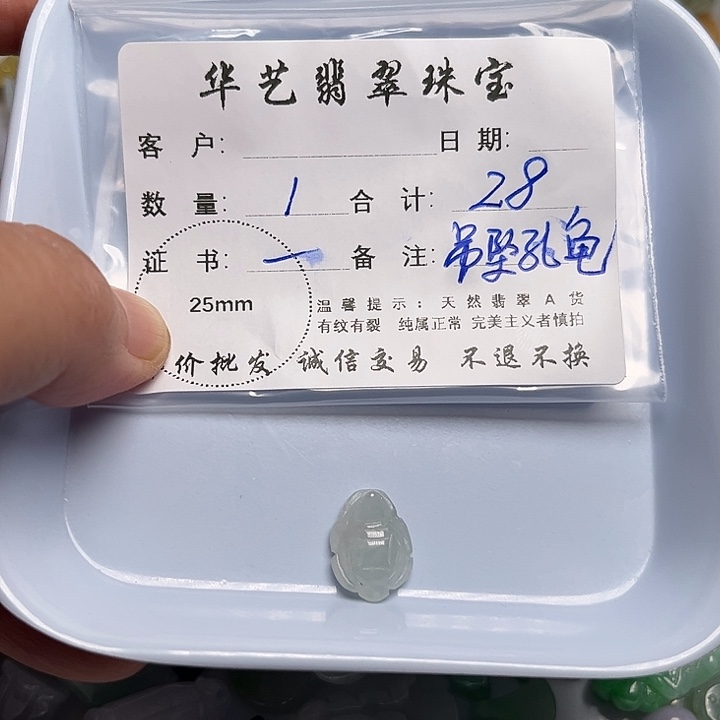 华艺翡翠珠宝
客 户: 日 期:
数 量: 1 合 计: 28
证 书: 一 备 注: 吊坠孔龟
25mm 温馨提示: 天然翡翠A货
有纹有裂 纯属正常 完美主义者慎拍
价批发 诚信交易 不退不换